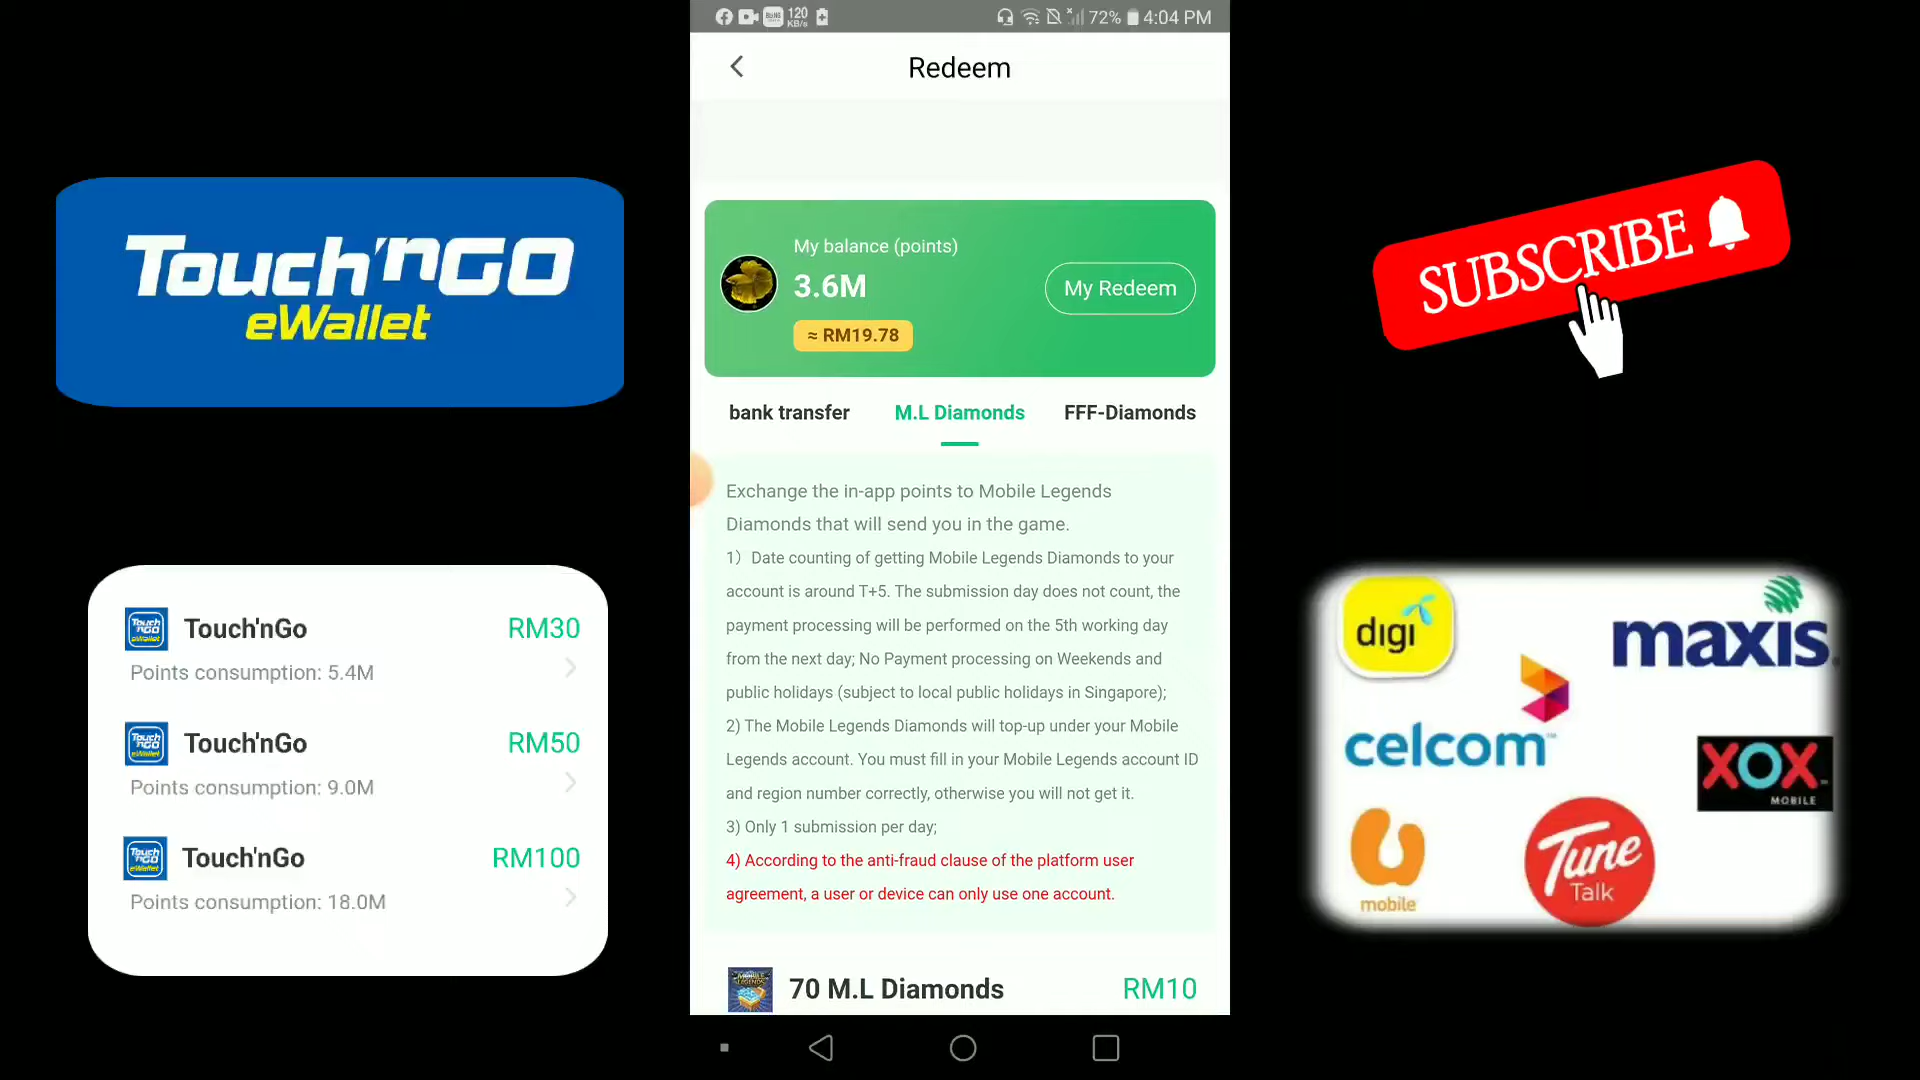 120
KB/s
72%
4:04 PM
Redeem
Touch'nGO
eWallet
My balance (points)
3.6M
≈ RM19.78
My Redeem
SUBSCRIBE
bank transfer
M.L Diamonds
FFF-Diamonds
Exchange the in-app points to Mobile Legends
Diamonds that will send you in the game.
1）Date counting of getting Mobile Legends Diamonds to your
account is around T+5. The submission day does not count, the
payment processing will be performed on the 5th working day
from the next day; No Payment processing on Weekends and
public holidays (subject to local public holidays in Singapore);
2) The Mobile Legends Diamonds will top-up under your Mobile
Legends account. You must fill in your Mobile Legends account ID
and region number correctly, otherwise you will not get it.
3) Only 1 submission per day;
4) According to the anti-fraud clause of the platform user
agreement, a user or device can only use one account.
70 M.L Diamonds
RM10
Touch'nGo
RM30
Points consumption: 5.4M
Touch'nGo
RM50
Points consumption: 9.0M
Touch'nGo
RM100
Points consumption: 18.0M
digi
maxis
celcom
XOX
MOBILE
mobile
Tune
Talk